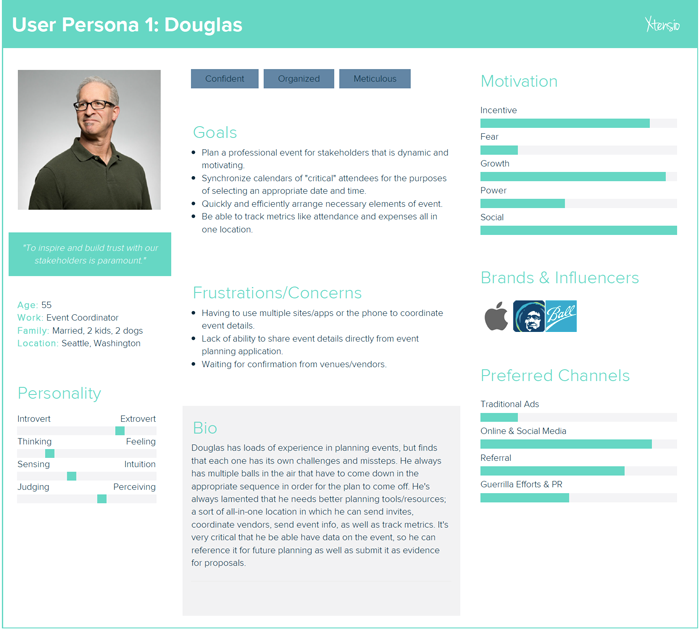 User Persona 1: Douglas
Xtensio
"To inspire and build trust with our
stakeholders is paramount."
Age: 55
Work: Event Coordinator
Family: Married, 2 kids, 2 dogs
Location: Seattle, Washington
Personality
Introvert Extrovert
Thinking Feeling
Sensing Intuition
Judging Perceiving
Confident Organized Meticulous
Goals
• Plan a professional event for stakeholders that is dynamic and
motivating.
• Synchronize calendars of "critical" attendees for the purposes
of selecting an appropriate date and time.
• Quickly and efficiently arrange necessary elements of event.
• Be able to track metrics like attendance and expenses all in
one location.
Frustrations/Concerns
• Having to use multiple sites/apps or the phone to coordinate
event details.
• Lack of ability to share event details directly from event
planning application.
• Waiting for confirmation from venues/vendors.
Bio
Douglas has loads of experience in planning events, but finds
that each one has its own challenges and missteps. He always
has multiple balls in the air that have to come down in the
appropriate sequence in order for the plan to come off. He's
always lamented that he needs better planning tools/resources;
a sort of all-in-one location in which he can send invites,
coordinate vendors, send event info, as well as track metrics. It's
very critical that he be able have data on the event, so he can
reference it for future planning as well as submit it as evidence
for proposals.
Motivation
Incentive
Fear
Growth
Power
Social
Brands & Influencers
Ball
Preferred Channels
Traditional Ads
Online & Social Media
Referral
Guerrilla Efforts & PR